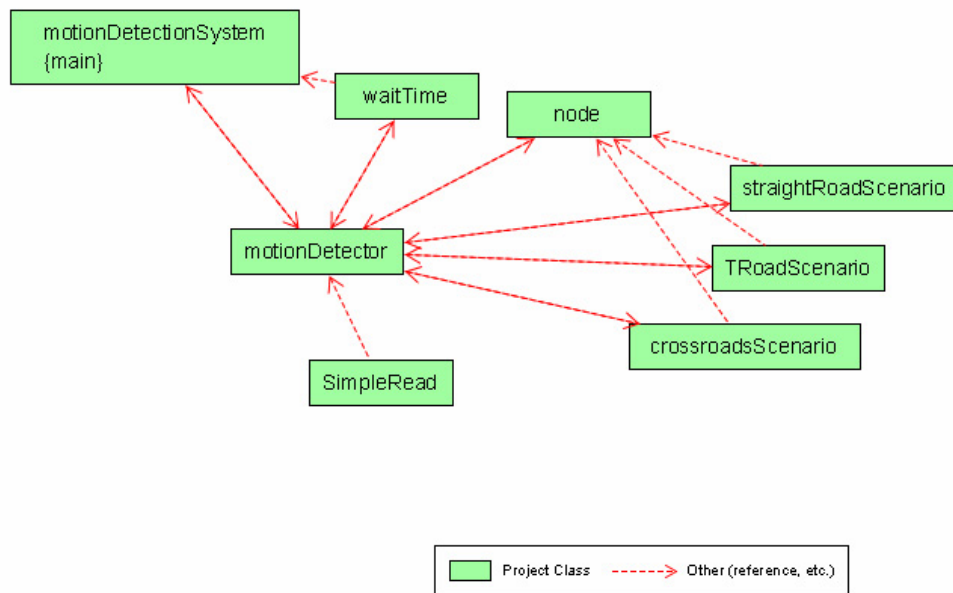 motionDetectionSystem
{main}
waitTime
node
straightRoadScenario
motionDetector
TRoadScenario
crossroadsScenario
SimpleRead
Project Class
Other (reference, etc.)